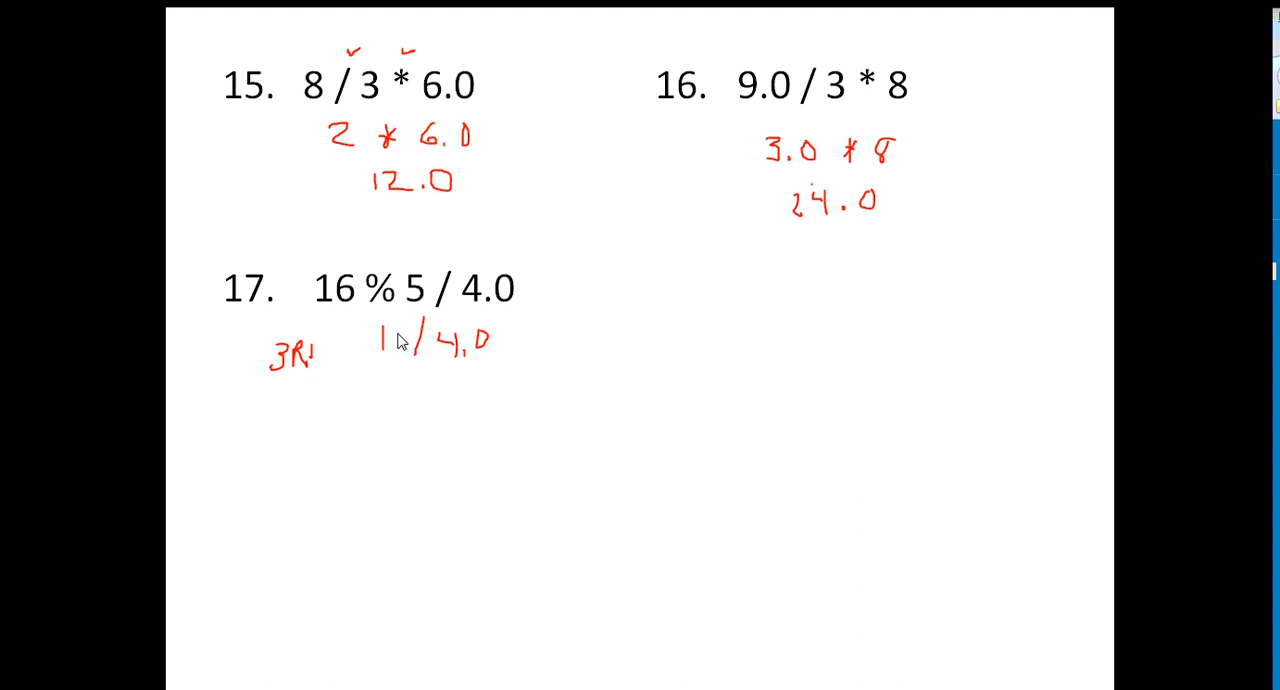 15. 8 / 3 * 6.0
2 * 6.0
12.0
16. 9.0 / 3 * 8
3.0 * 8
24.0
17. 16 % 5 / 4.0
3R1
1 / 4.0